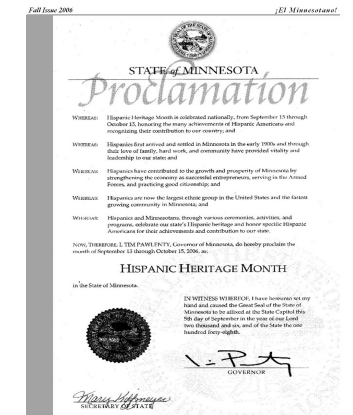 Fall Issue 2006
¡El Minnesotano!
STATE of MINNESOTA
Proclamation
WHEREAS: Hispanic Heritage Month is celebrated nationally, from September 15 through
October 15, honoring the many achievements of Hispanic Americans and
recognizing their contribution to our country; and
WHEREAS: Hispanics first arrived and settled in Minnesota in the early 1900s and through
their love of family, hard work, and community have provided vitality and
leadership to our state; and
WHEREAS: Hispanics have contributed to the growth and prosperity of Minnesota by
strengthening the economy as successful entrepreneurs, serving in the Armed
Forces, and practicing good citizenship; and
WHEREAS: Hispanics are now the largest ethnic group in the United States and the fastest
growing community in Minnesota; and
WHEREAS: Hispanics and Minnesotans, through various ceremonies, activities, and
programs, celebrate our state's Hispanic heritage and honor specific Hispanic
Americans for their achievements and contribution to our state.
NOW, THEREFORE, I, TIM PAWLENTY, Governor of Minnesota, do hereby proclaim the
month of September 15 through October 15, 2006, as:
HISPANIC HERITAGE MONTH
in the State of Minnesota.
IN WITNESS WHEREOF, I have hereunto set my
hand and caused the Great Seal of the State of
Minnesota to be affixed at the State Capitol this
5th day of September in the year of our Lord
two thousand and six, and of the State the one
hundred forty-eighth.
GOVERNOR
Mary Kiffmeyer
SECRETARY OF STATE